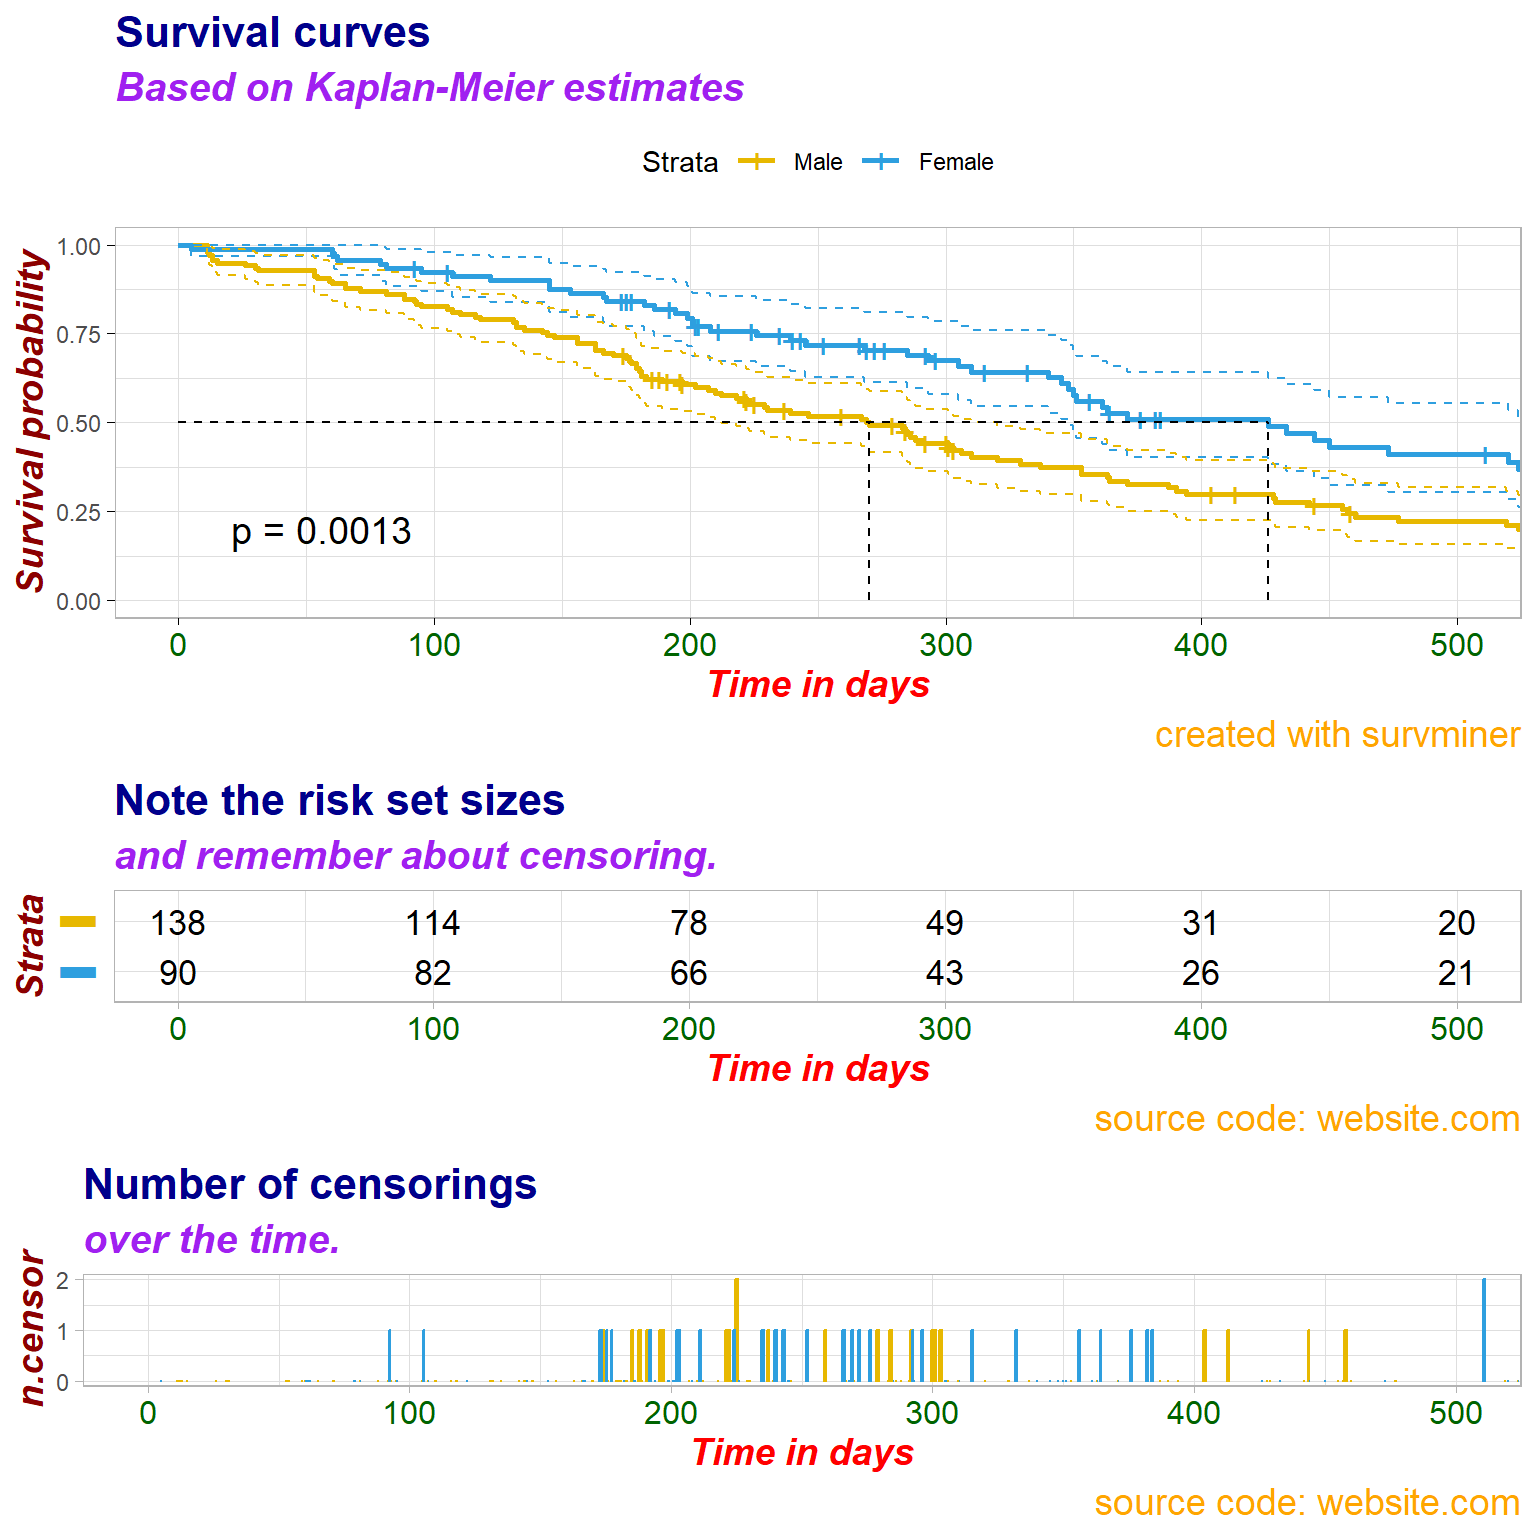 Survival curves
Based on Kaplan-Meier estimates
Strata Male Female
Survival probability
1.00
0.75
0.50
0.25
0.00
p = 0.0013
0 100 200 300 400 500
Time in days
created with survminer
Note the risk set sizes
and remember about censoring.
Strata
138 114 78 49 31 20
90 82 66 43 26 21
0 100 200 300 400 500
Time in days
source code: website.com
Number of censorings
over the time.
n.censor
2
1
0
0 100 200 300 400 500
Time in days
source code: website.com